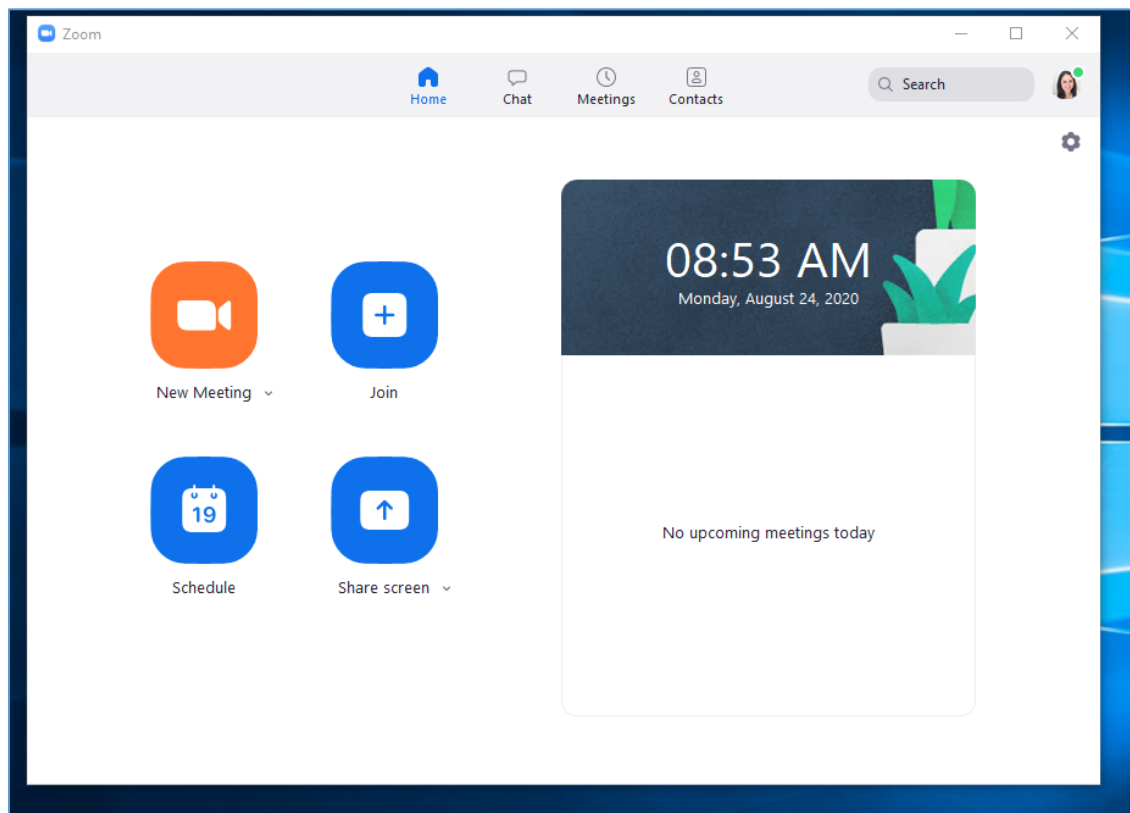 Zoom
Home
Chat
Meetings
Contacts
Search
08:53 AM
Monday, August 24, 2020
New Meeting
Join
19
Schedule
Share screen
No upcoming meetings today